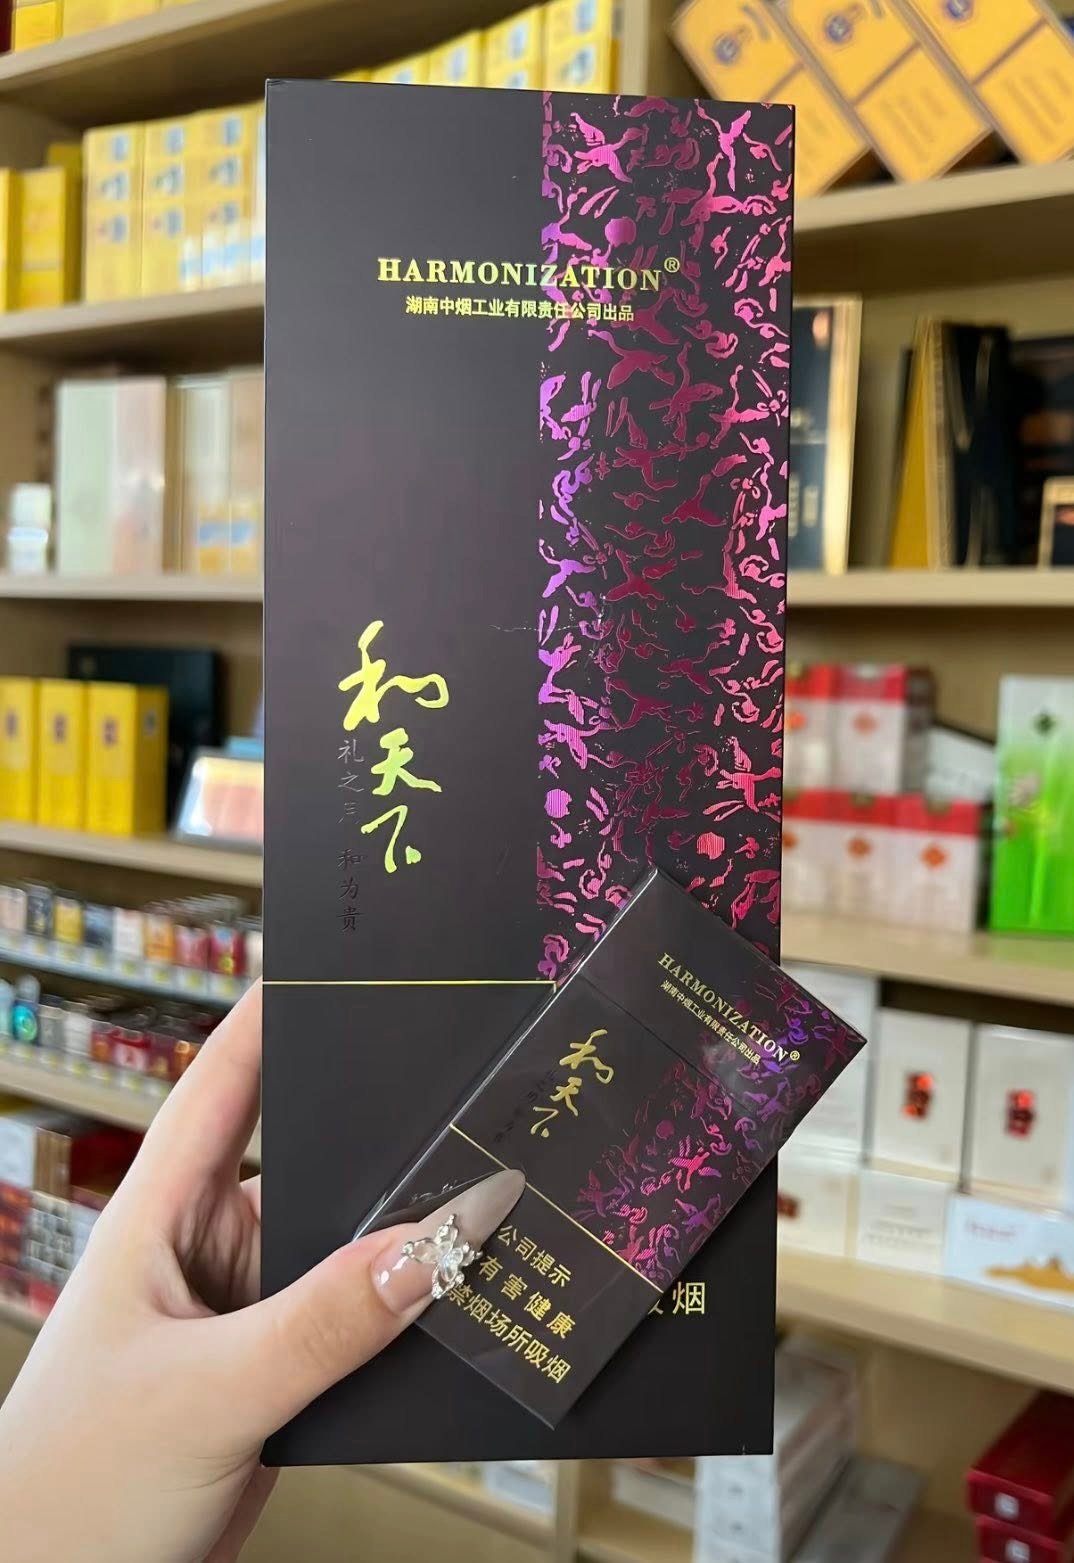 HARMONIZATION®
湖南中烟工业有限责任公司出品
和天下
礼之用 和为贵
吸烟
HARMONIZATION®
湖南中烟工业有限责任公司出品
和天下
公司提示
有害健康
禁烟场所吸烟